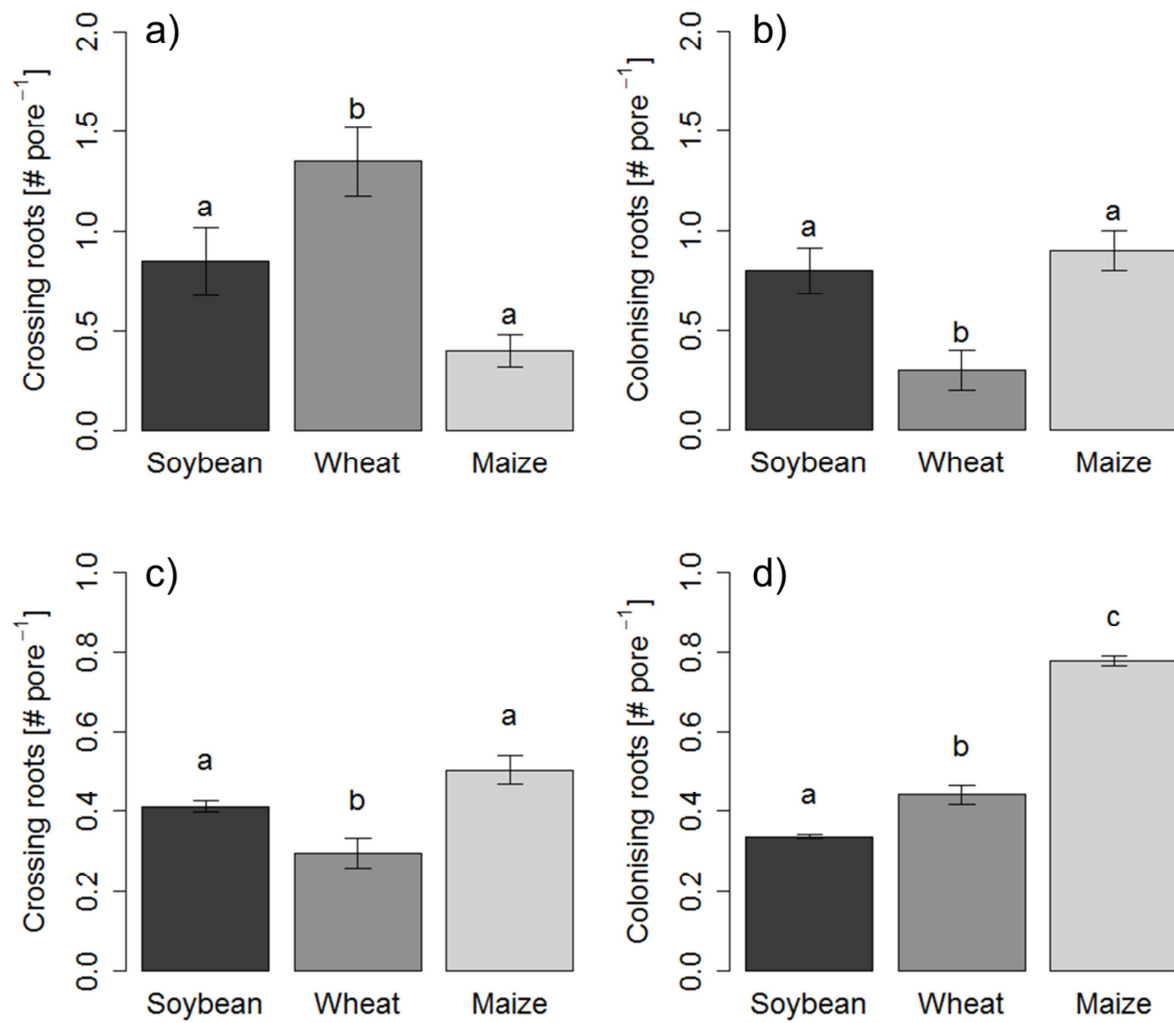 a)
Crossing roots [# pore⁻¹]
2.0
1.5
1.0
0.5
0.0
a
b
a
Soybean Wheat Maize
b)
Colonising roots [# pore⁻¹]
2.0
1.5
1.0
0.5
0.0
a
b
a
Soybean Wheat Maize
c)
Crossing roots [# pore⁻¹]
1.0
0.8
0.6
0.4
0.2
0.0
a
b
a
Soybean Wheat Maize
d)
Colonising roots [# pore⁻¹]
1.0
0.8
0.6
0.4
0.2
0.0
a
b
c
Soybean Wheat Maize